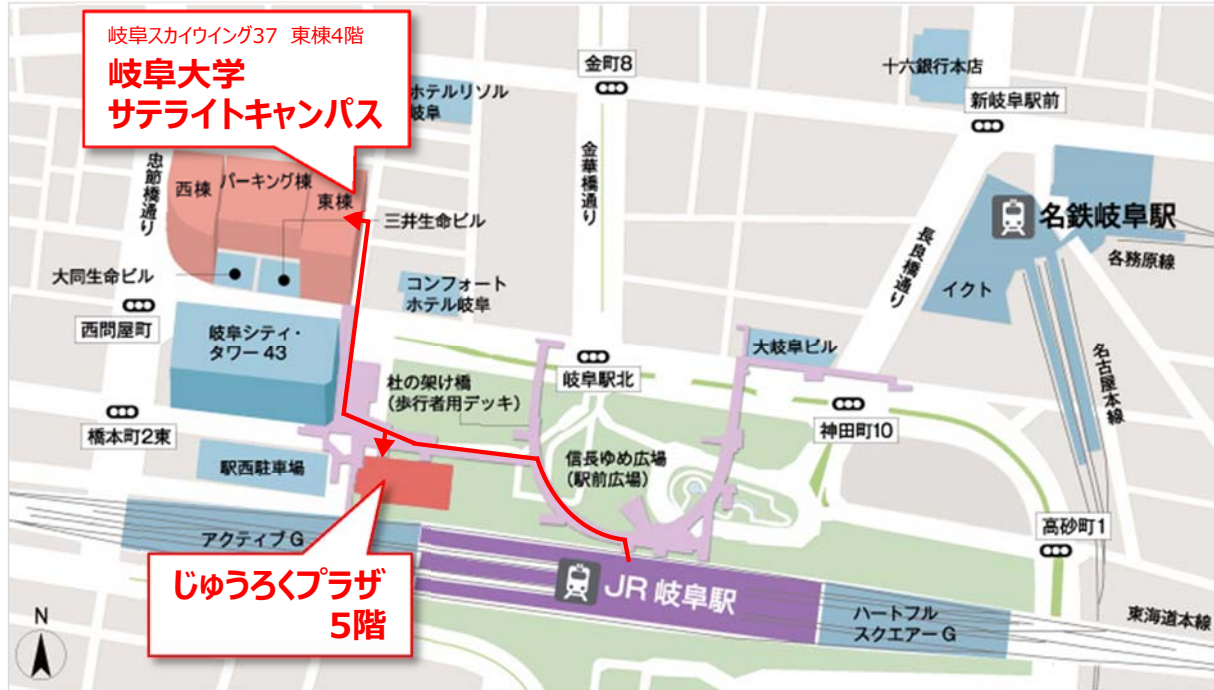 岐阜スカイウイング37 東棟4階
岐阜大学
サテライトキャンパス
ホテルリソル
岐阜
金町8
十六銀行本店
新岐阜駅前
忠節橋通り
西棟
パーキング棟
東棟
三井生命ビル
金華橋通り
長良橋通り
名鉄岐阜駅
各務原線
イクト
大同生命ビル
コンフォート
ホテル岐阜
西問屋町
岐阜シティ・
タワー43
大岐阜ビル
名古屋本線
岐阜駅北
杜の架け橋
(歩行者用デッキ)
神田町10
橋本町2東
駅西駐車場
信長ゆめ広場
(駅前広場)
アクティブG
高砂町1
じゅうろくプラザ
5階
JR岐阜駅
ハートフル
スクエアーG
東海道本線
N